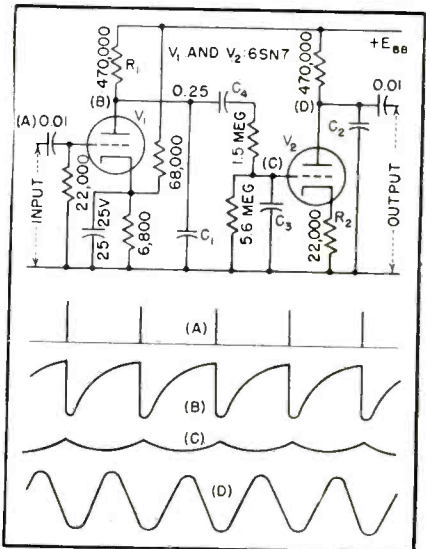 V₁ AND V₂:6SN7
+E_BB
470,000
R₁
470,000
(B)
0.25
C₄
(D)
0.01
(A) 0.01
V₁
C₂
V₂
68,000
1.5 MEG
(C)
INPUT
22,000
25
25V
6,800
C₁
5.6 MEG
C₃
22,000
R₂
OUTPUT
(A)
(B)
(C)
(D)